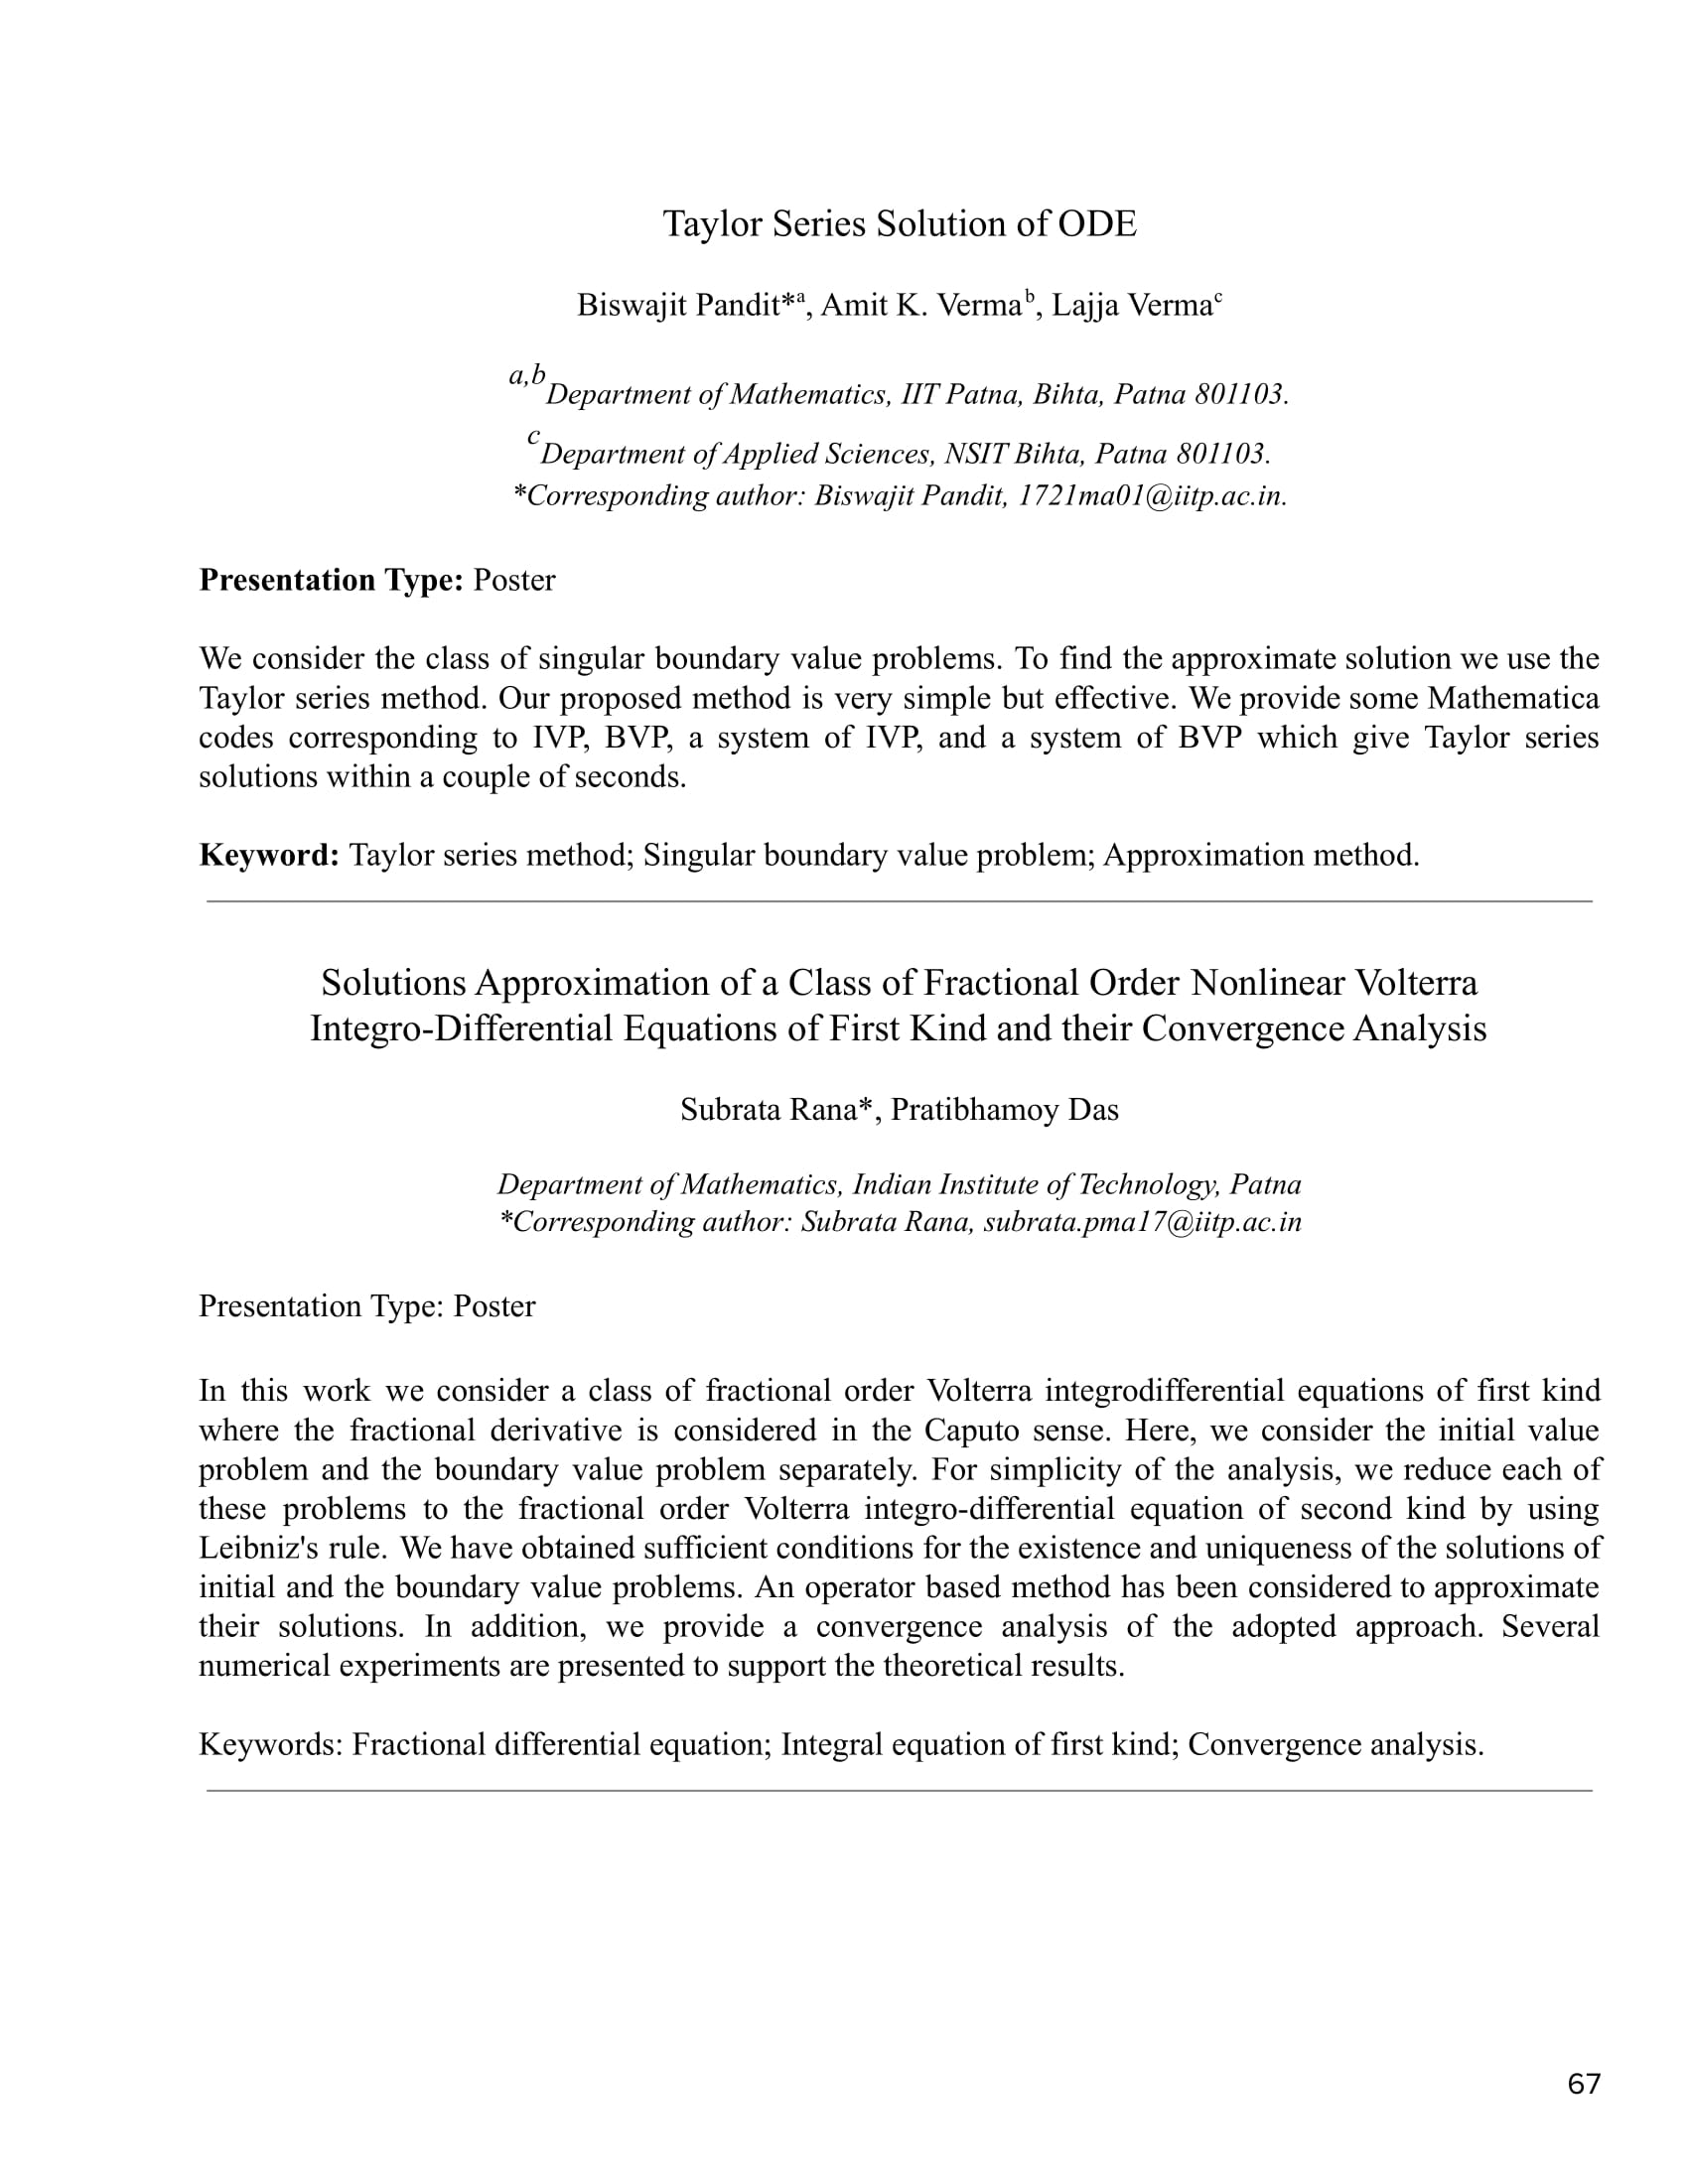 Taylor Series Solution of ODE
Biswajit Pandit*a, Amit K. Verma b, Lajja Verma c
a,b Department of Mathematics, IIT Patna, Bihta, Patna 801103.
c Department of Applied Sciences, NSIT Bihta, Patna 801103.
*Corresponding author: Biswajit Pandit, 1721ma01@iitp.ac.in.
Presentation Type: Poster
We consider the class of singular boundary value problems. To find the approximate solution we use the
Taylor series method. Our proposed method is very simple but effective. We provide some Mathematica
codes corresponding to IVP, BVP, a system of IVP, and a system of BVP which give Taylor series
solutions within a couple of seconds.
Keyword: Taylor series method; Singular boundary value problem; Approximation method.
Solutions Approximation of a Class of Fractional Order Nonlinear Volterra
Integro-Differential Equations of First Kind and their Convergence Analysis
Subrata Rana*, Pratibhamoy Das
Department of Mathematics, Indian Institute of Technology, Patna
*Corresponding author: Subrata Rana, subrata.pma17@iitp.ac.in
Presentation Type: Poster
In this work we consider a class of fractional order Volterra integrodifferential equations of first kind
where the fractional derivative is considered in the Caputo sense. Here, we consider the initial value
problem and the boundary value problem separately. For simplicity of the analysis, we reduce each of
these problems to the fractional order Volterra integro-differential equation of second kind by using
Leibniz's rule. We have obtained sufficient conditions for the existence and uniqueness of the solutions of
initial and the boundary value problems. An operator based method has been considered to approximate
their solutions. In addition, we provide a convergence analysis of the adopted approach. Several
numerical experiments are presented to support the theoretical results.
Keywords: Fractional differential equation; Integral equation of first kind; Convergence analysis.
67